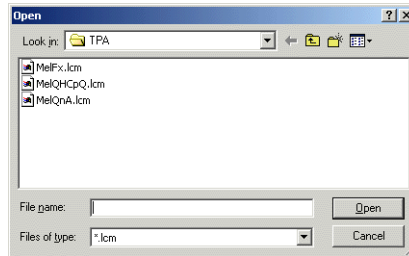 Open
Look in: TPA
MelFx.lcm
MelQHCpQ.lcm
MelQnA.lcm
File name:
Open
Files of type: *.lcm
Cancel